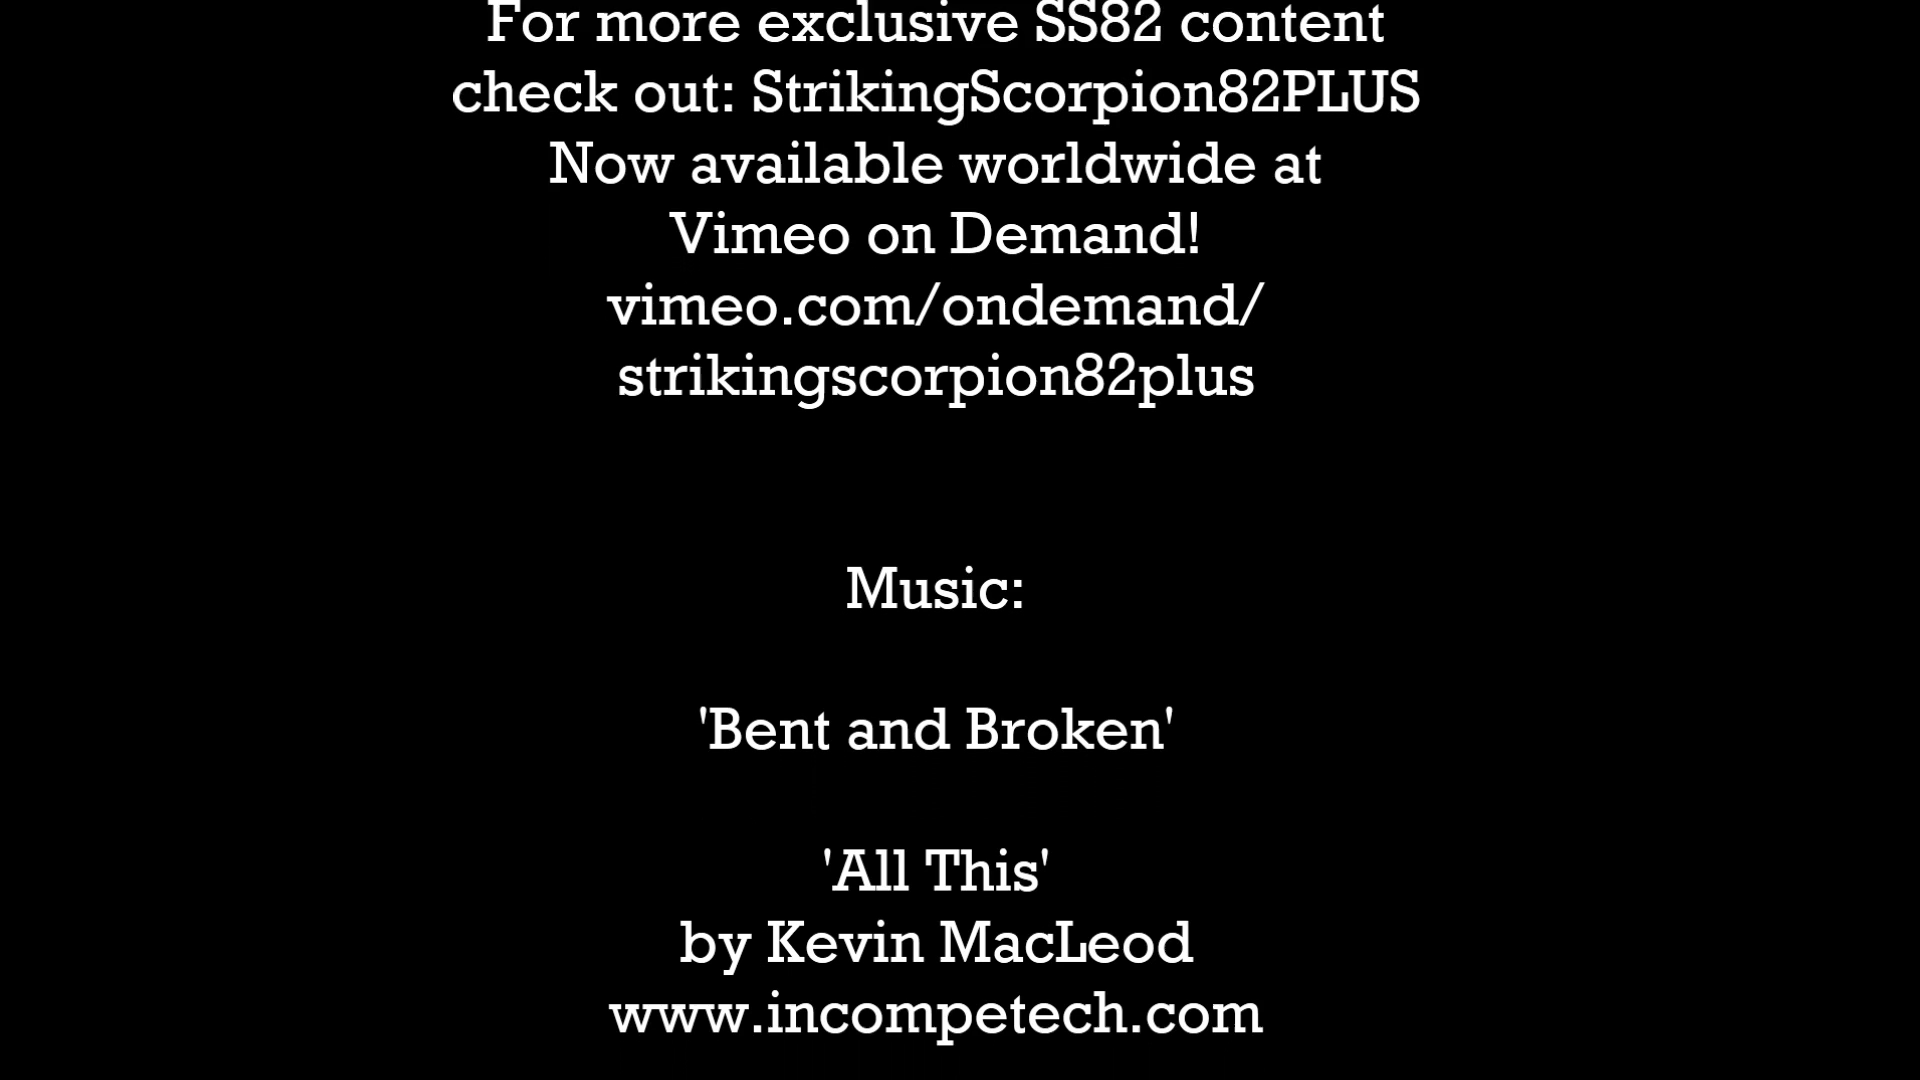 For more exclusive SS82 content
check out: StrikingScorpion82PLUS
Now available worldwide at
Vimeo on Demand!
vimeo.com/ondemand/
strikingscorpion82plus
Music:
'Bent and Broken'
'All This'
by Kevin MacLeod
www.incompetech.com